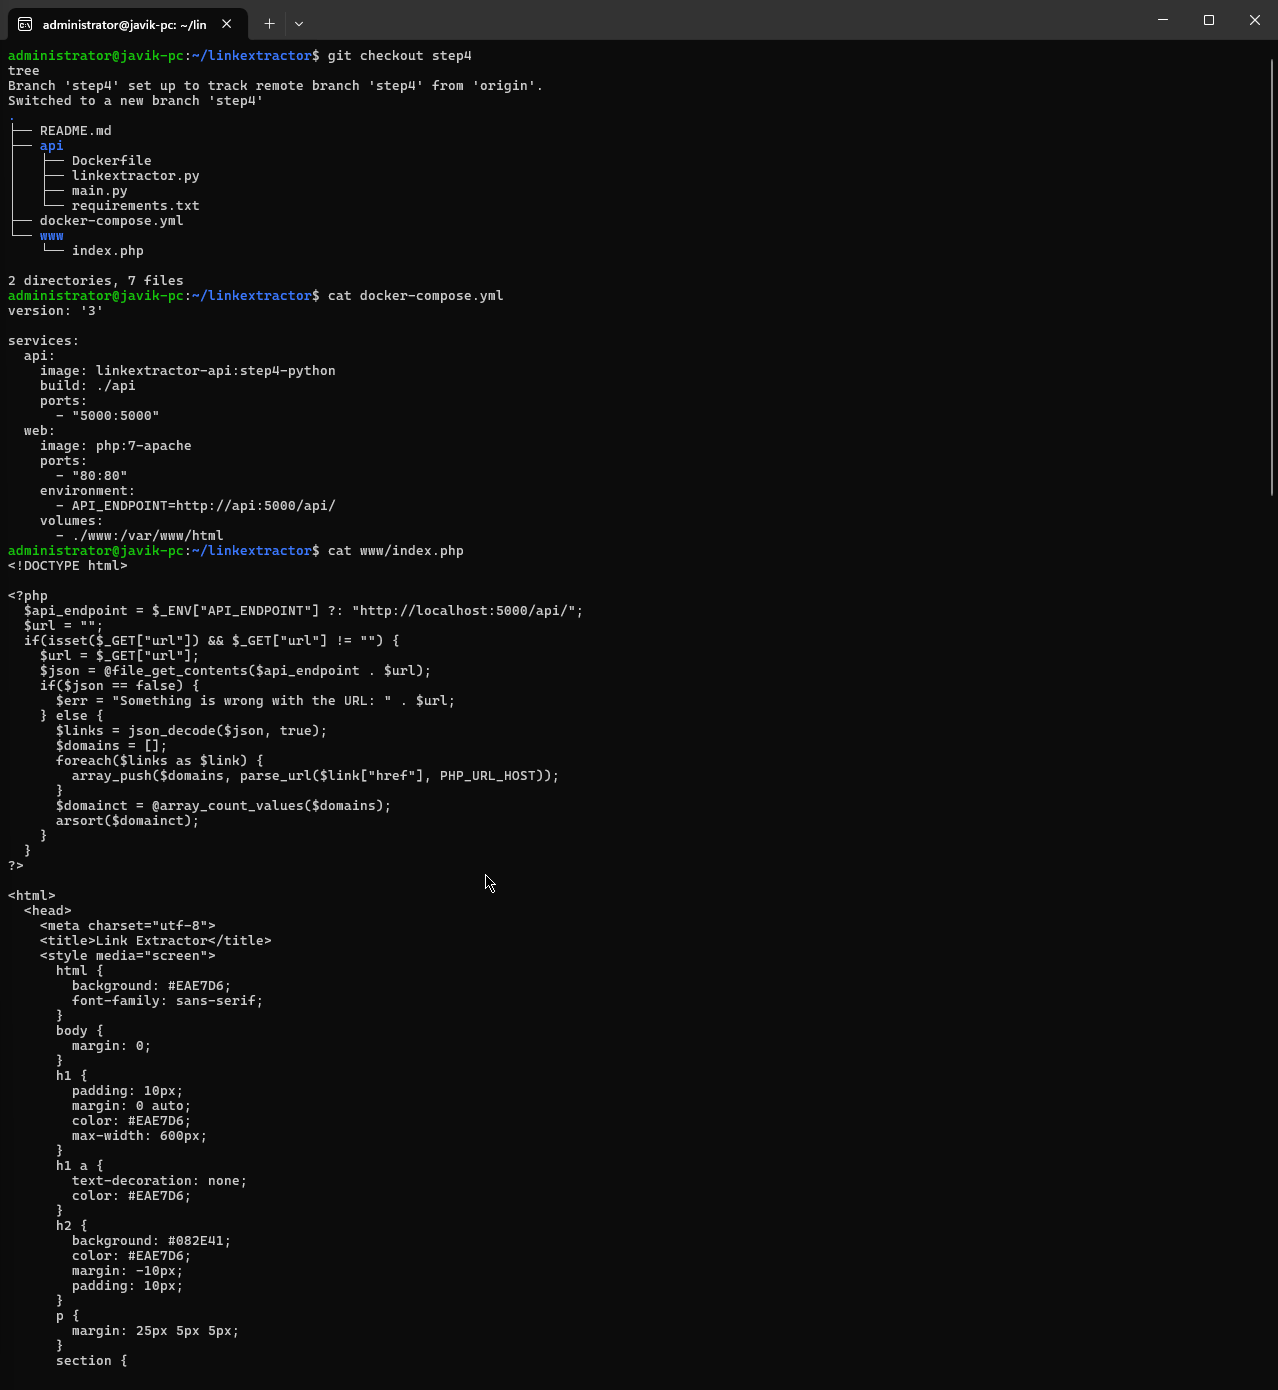 administrator@javik-pc: ~/lin
administrator@javik-pc:~/linkextractor$ git checkout step4
tree
Branch 'step4' set up to track remote branch 'step4' from 'origin'.
Switched to a new branch 'step4'
.
├── README.md
├── api
│   ├── Dockerfile
│   ├── linkextractor.py
│   ├── main.py
│   └── requirements.txt
├── docker-compose.yml
└── www
    └── index.php

2 directories, 7 files
administrator@javik-pc:~/linkextractor$ cat docker-compose.yml
version: '3'

services:
  api:
    image: linkextractor-api:step4-python
    build: ./api
    ports:
      - "5000:5000"
  web:
    image: php:7-apache
    ports:
      - "80:80"
    environment:
      - API_ENDPOINT=http://api:5000/api/
    volumes:
      - ./www:/var/www/html
administrator@javik-pc:~/linkextractor$ cat www/index.php
<!DOCTYPE html>

<?php
  $api_endpoint = $_ENV["API_ENDPOINT"] ?: "http://localhost:5000/api/";
  $url = "";
  if(isset($_GET["url"]) && $_GET["url"] != "") {
    $url = $_GET["url"];
    $json = @file_get_contents($api_endpoint . $url);
    if($json == false) {
      $err = "Something is wrong with the URL: " . $url;
    } else {
      $links = json_decode($json, true);
      $domains = [];
      foreach($links as $link) {
        array_push($domains, parse_url($link["href"], PHP_URL_HOST));
      }
      $domainct = @array_count_values($domains);
      arsort($domainct);
    }
  }
?>

<html>
  <head>
    <meta charset="utf-8">
    <title>Link Extractor</title>
    <style media="screen">
      html {
        background: #EAE7D6;
        font-family: sans-serif;
      }
      body {
        margin: 0;
      }
      h1 {
        padding: 10px;
        margin: 0 auto;
        color: #EAE7D6;
        max-width: 600px;
      }
      h1 a {
        text-decoration: none;
        color: #EAE7D6;
      }
      h2 {
        background: #082E41;
        color: #EAE7D6;
        margin: -10px;
        padding: 10px;
      }
      p {
        margin: 25px 5px 5px;
      }
      section {